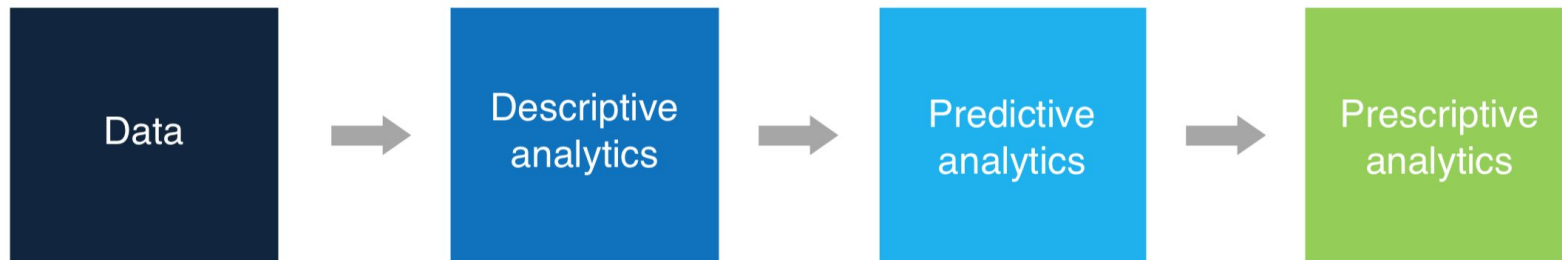 Data
Descriptive
analytics
Predictive
analytics
Prescriptive
analytics